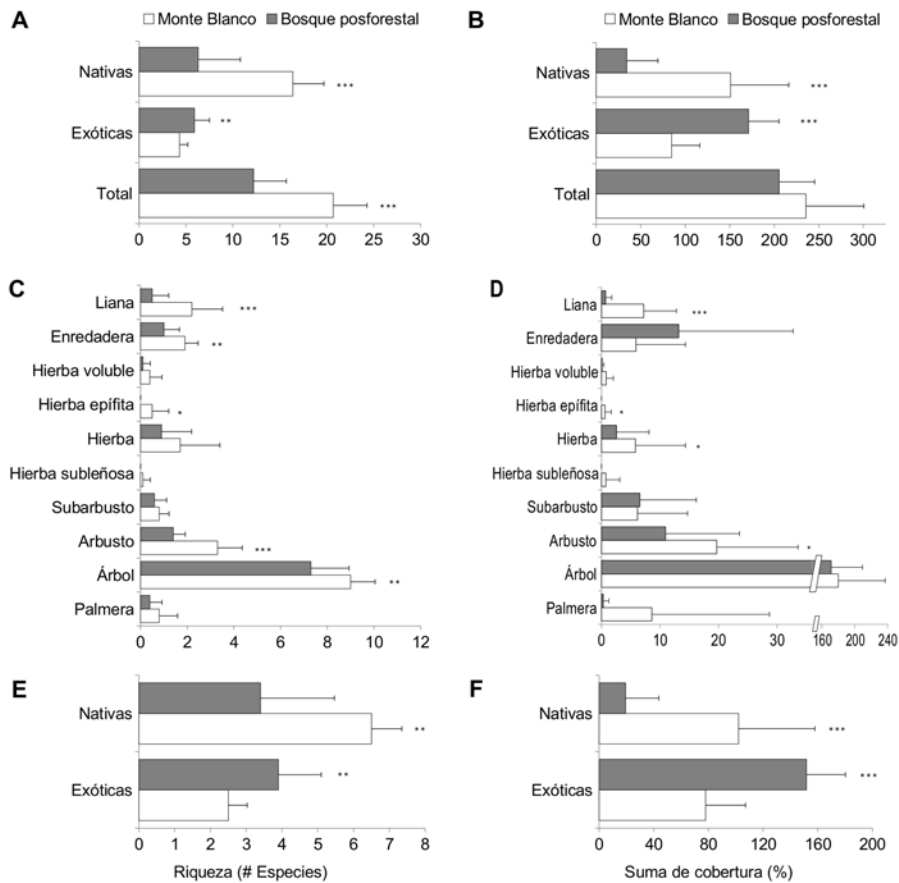 A
Monte Blanco Bosque posforestal
Nativas
***
Exóticas
**
Total
***
0 5 10 15 20 25 30
B
Monte Blanco Bosque posforestal
Nativas
***
Exóticas
***
Total
0 50 100 150 200 250 300
C
Liana
***
Enredadera
**
Hierba voluble
Hierba epífita
*
Hierba
Hierba subleñosa
Subarbusto
Arbusto
***
Árbol
**
Palmera
0 2 4 6 8 10 12
D
Liana
***
Enredadera
Hierba voluble
Hierba epífita
*
Hierba
*
Hierba subleñosa
Subarbusto
Arbusto
*
Árbol
Palmera
0 10 20 30 160 200 240
E
Nativas
**
Exóticas
**
0 1 2 3 4 5 6 7 8
Riqueza (# Especies)
F
Nativas
***
Exóticas
***
0 40 80 120 160 200
Suma de cobertura (%)